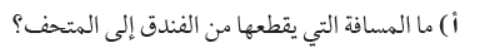 أ) ما المسافة التي يقطعها من الفندق إلى المتحف؟